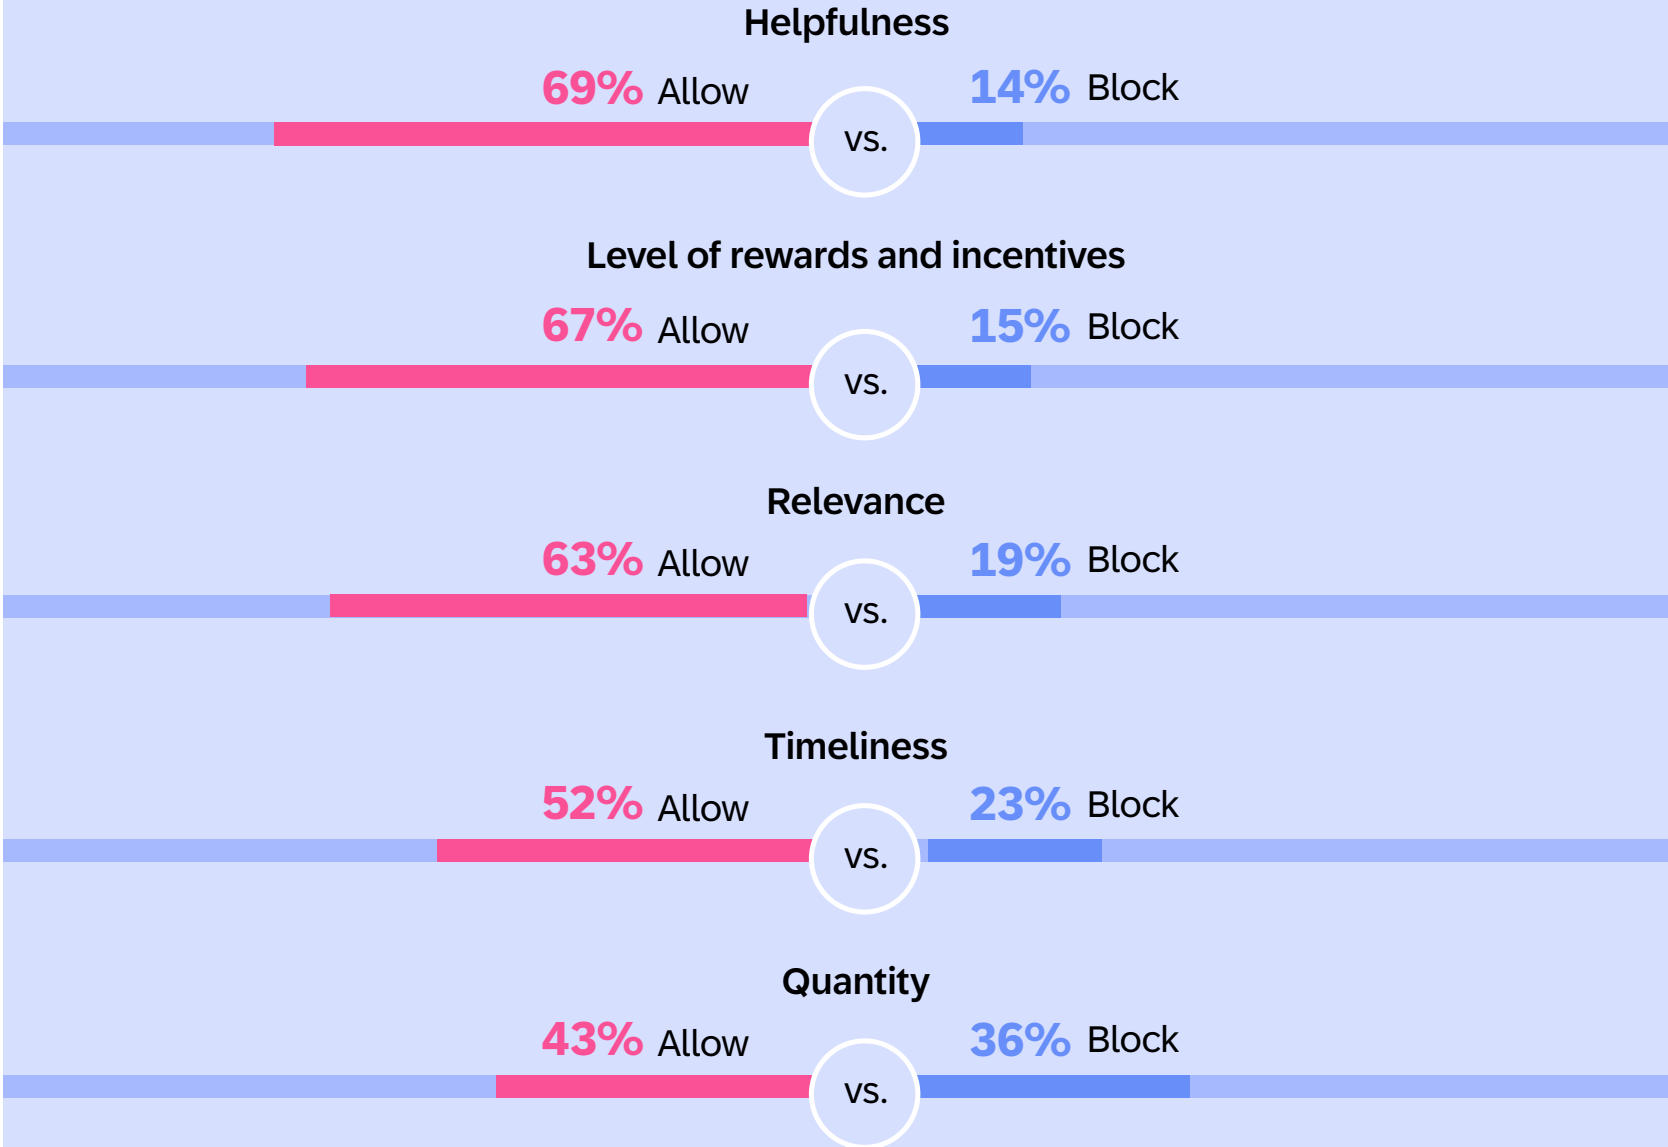 Helpfulness
69% Allow
14% Block
vs.
Level of rewards and incentives
67% Allow
15% Block
vs.
Relevance
63% Allow
19% Block
vs.
Timeliness
52% Allow
23% Block
vs.
Quantity
43% Allow
36% Block
vs.